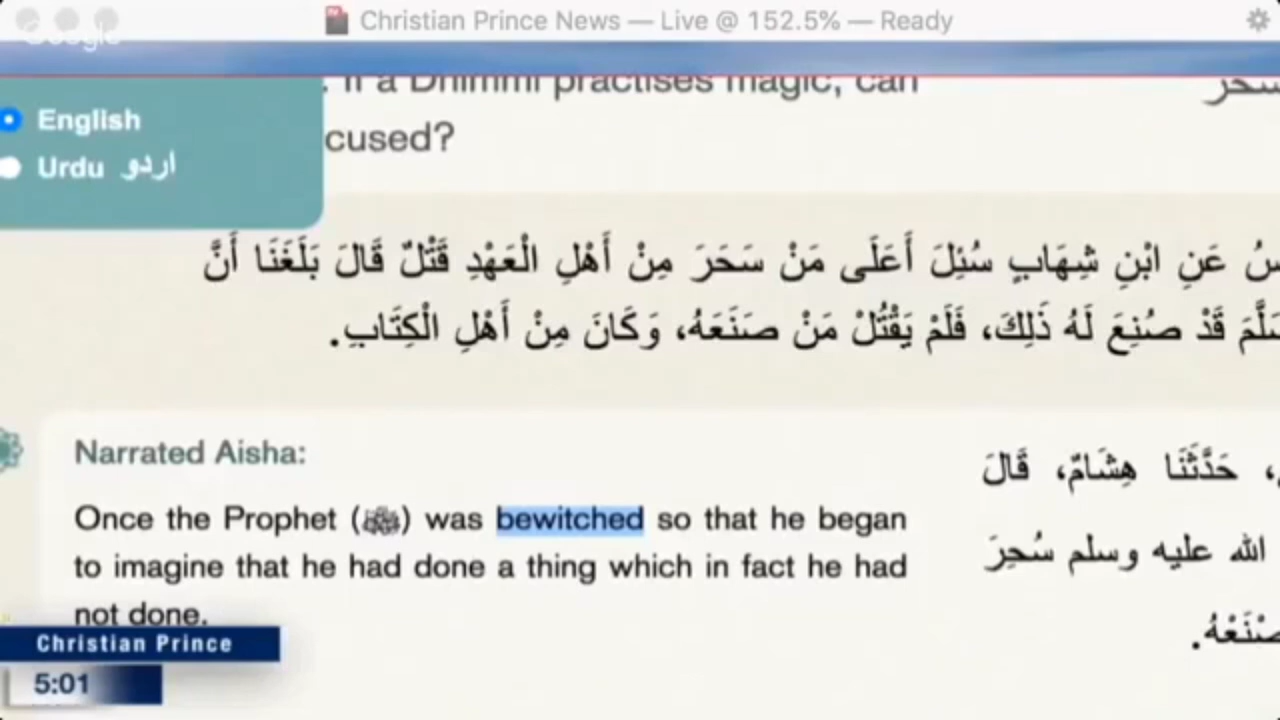 Christian Prince News — Live @ 152.5% — Ready
Google
. If a Dhimmi practises magic, can
سحر
cused?
English
Urdu اردو
سُ عَنِ ابْنِ شِهَابٍ سُئِلَ أَعَلَى مَنْ سَحَرَ مِنْ أَهْلِ الْعَهْدِ قَتْلٌ قَالَ بَلَغَنَا أَنَّ
سَلَّمَ قَدْ صُنِعَ لَهُ ذَلِكَ، فَلَمْ يَقْتُلْ مَنْ صَنَعَهُ، وَكَانَ مِنْ أَهْلِ الْكِتَابِ.
Narrated Aisha:
Once the Prophet (ﷺ) was bewitched so that he began
to imagine that he had done a thing which in fact he had
not done.
، حَدَّثَنَا هِشَامٌ، قَالَ
الله عليه وسلم سُحِرَ
صْنَعْهُ.
Christian Prince
5:01